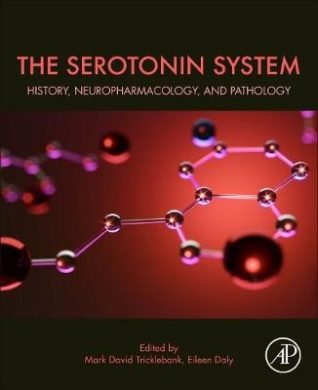 THE SEROTONIN SYSTEM
HISTORY, NEUROPHARMACOLOGY, AND PATHOLOGY
Edited by
Mark David Tricklebank, Eileen Daly
AP